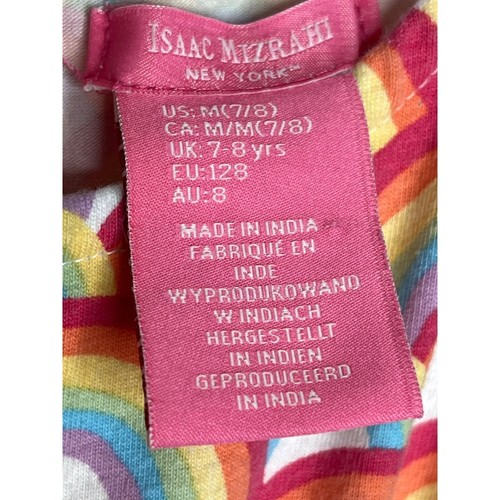 ISAAC MIZRAHI
NEW YORK™
US: M(7/8)
CA: M/M(7/8)
UK: 7-8 yrs
EU: 128
AU: 8
MADE IN INDIA
FABRIQUÉ EN
INDE
WYPRODUKOWANO
W INDIACH
HERGESTELLT
IN INDIEN
GEPRODUCEERD
IN INDIA